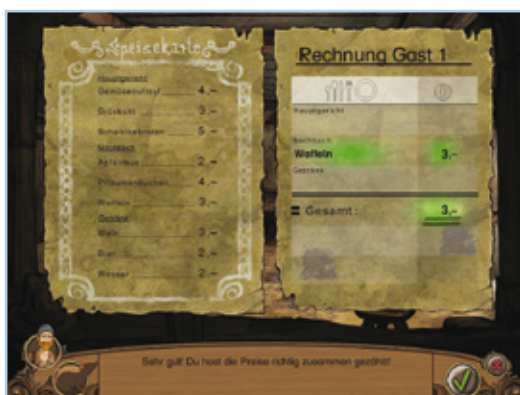 Speisekarte
Hauptgericht
Gemüseauflauf 4,-
3,-
Schweinebraten 5,-
Nachtisch
Apfelmus 2,-
Pflaumenkuchen 4,-
Waffeln 3,-
Getränk
Wein 3,-
Bier 2,-
Wasser 2,-
Rechnung Gast 1
Hauptgericht
Nachtisch
Waffeln 3,-
Getränk
Gesamt: 3,-
Sehr gut! Du hast die Preise richtig zusammen gezählt!